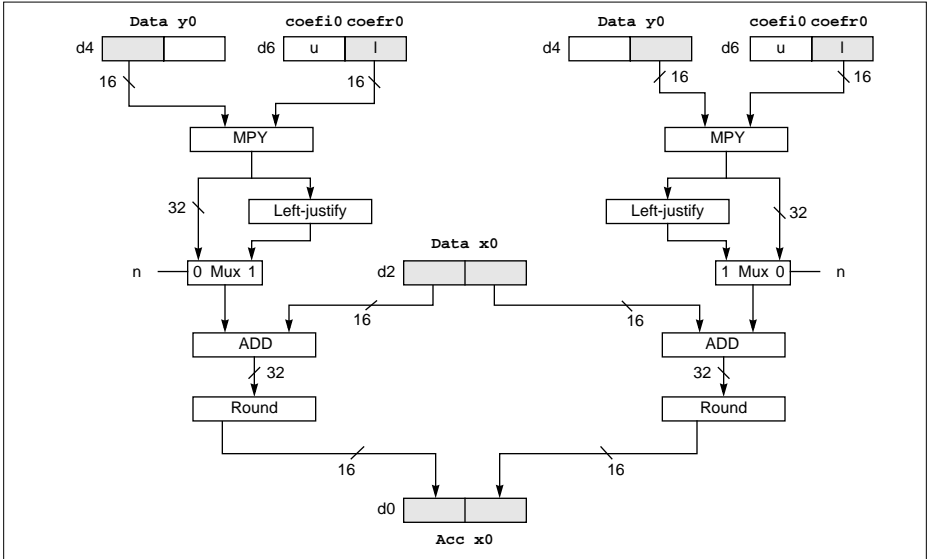 Data y0 coefi0 coefr0 Data y0 coefi0 coefr0
d4 d6 u l d4 d6 u l
16 16 16 16
MPY MPY
32 Left-justify Left-justify 32
Data x0
n 0 Mux 1 d2 1 Mux 0 n
16 16
ADD ADD
32 32
Round Round
16 16
d0
Acc x0